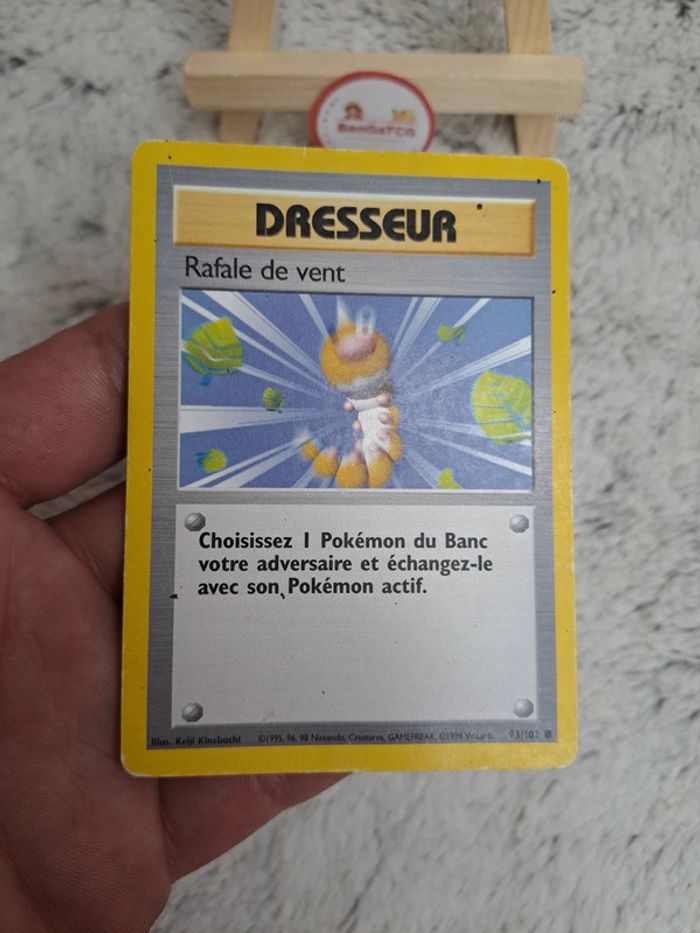 BANGATCG
DRESSEUR
Rafale de vent
Choisissez 1 Pokémon du Banc
votre adversaire et échangez-le
avec son Pokémon actif.
Illus. Keiji Kinebuchi ©1995, 96, 98 Nintendo, Creatures, GAMEFREAK. ©1999 Wizards. 93/102